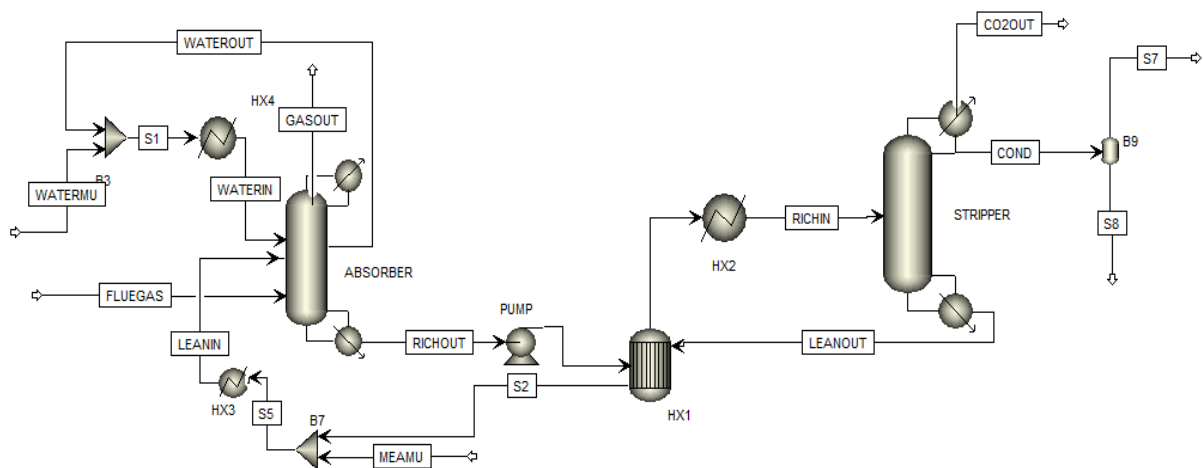 WATEROUT
CO2OUT
S7
HX4
GASOUT
S1
B9
COND
B3
WATERMU
WATERIN
RICHIN
STRIPPER
S8
HX2
ABSORBER
FLUEGAS
PUMP
LEANIN
RICHOUT
LEANOUT
S2
HX3
HX1
S5
B7
MEAMU